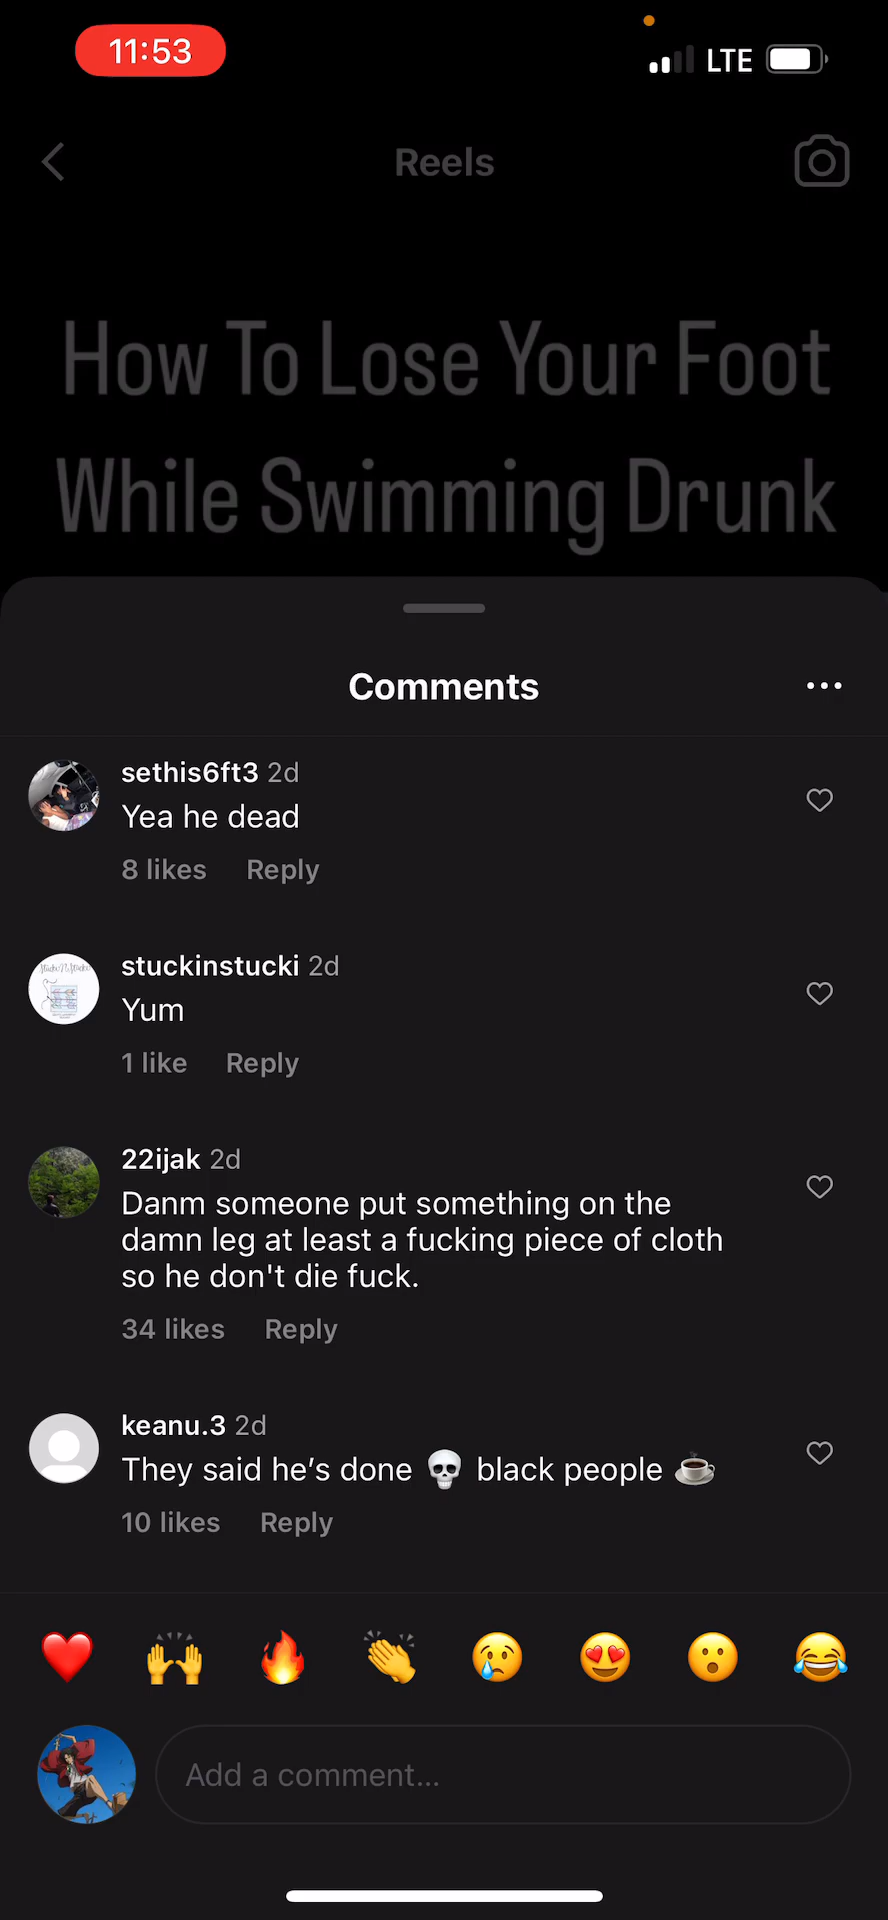 11:53
LTE
Reels
How To Lose Your Foot
While Swimming Drunk
Comments
sethis6ft3 2d
Yea he dead
8 likes Reply
stuckinstucki 2d
Yum
1 like Reply
22ijak 2d
Danm someone put something on the
damn leg at least a fucking piece of cloth
so he don't die fuck.
34 likes Reply
keanu.3 2d
They said he’s done 💀 black people ☕
10 likes Reply
❤️ 🙌 🔥 👏 😢 😍 😮 😂
Add a comment...